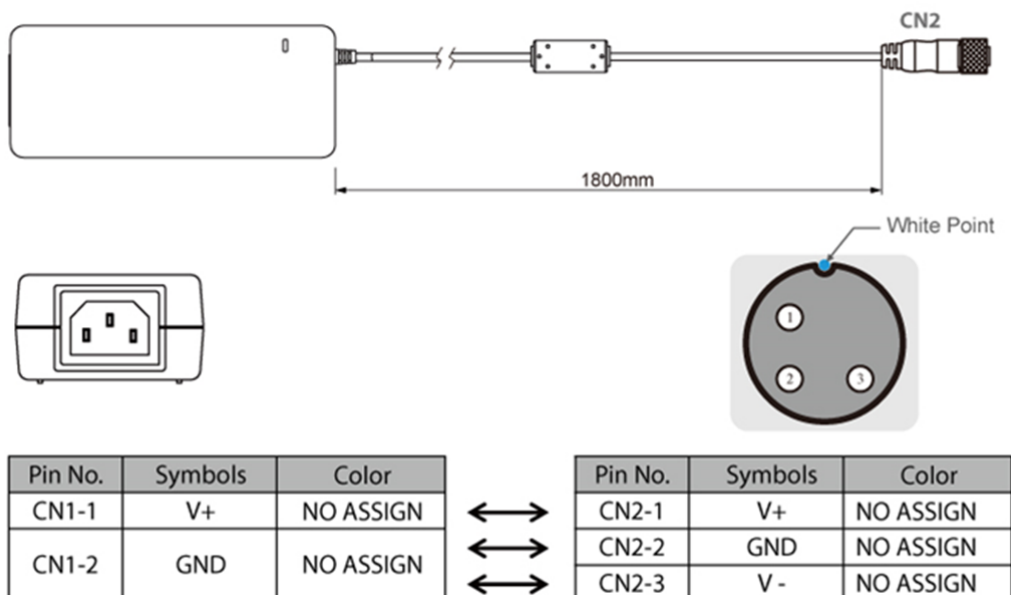 CN2
1800mm
White Point
1
2
3
Pin No. Symbols Color
CN1-1 V+ NO ASSIGN
CN1-2 GND NO ASSIGN
Pin No. Symbols Color
CN2-1 V+ NO ASSIGN
CN2-2 GND NO ASSIGN
CN2-3 V - NO ASSIGN